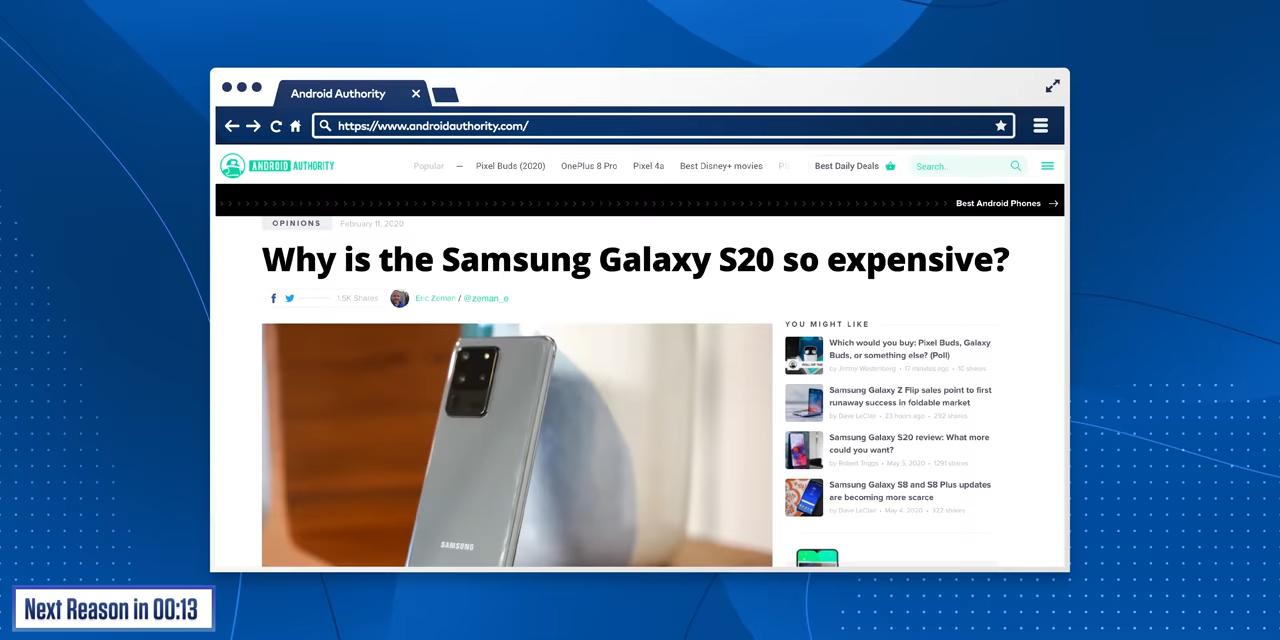 Android Authority
https://www.androidauthority.com/
ANDROID AUTHORITY
Popular — Pixel Buds (2020) OnePlus 8 Pro Pixel 4a Best Disney+ movies Best Daily Deals Search..
Best Android Phones →
OPINIONS February 11, 2020
Why is the Samsung Galaxy S20 so expensive?
1.5K Shares Eric Zeman / @zeman_e
YOU MIGHT LIKE
Which would you buy: Pixel Buds, Galaxy
Buds, or something else? (Poll)
by Jimmy Westenberg • 17 minutes ago • 10 shares
Samsung Galaxy Z Flip sales point to first
runaway success in foldable market
by Dave LeClair • 23 hours ago • 292 shares
Samsung Galaxy S20 review: What more
could you want?
by Robert Triggs • May 5, 2020 • 1291 shares
Samsung Galaxy S8 and S8 Plus updates
are becoming more scarce
by Dave LeClair • May 4, 2020 • 322 shares
SAMSUNG
Next Reason in 00:13